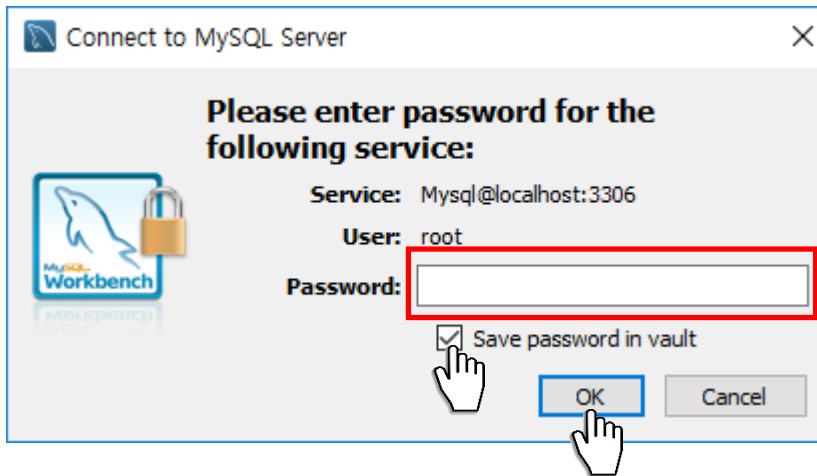 Connect to MySQL Server
Please enter password for the
following service:
Service: Mysql@localhost:3306
User: root
Password:
MySQL
Workbench
Save password in vault
OK Cancel